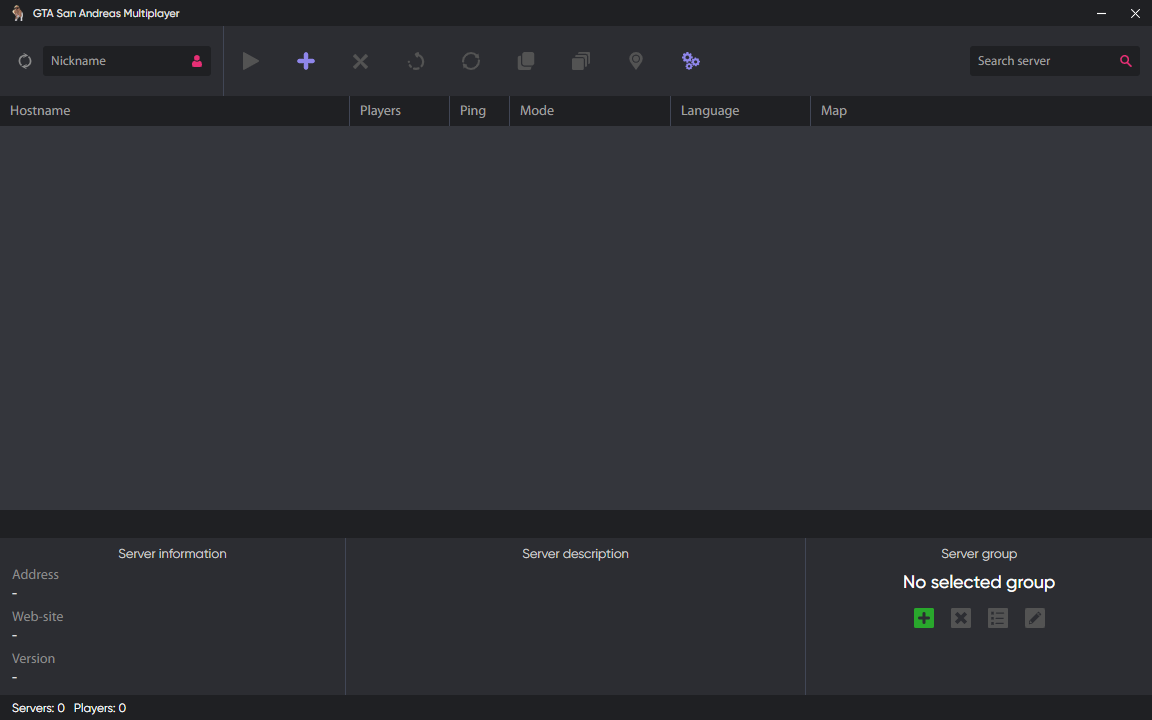 GTA San Andreas Multiplayer
Nickname
Search server
Hostname Players Ping Mode Language Map
Server information
Address
-
Web-site
-
Version
-
Server description
Server group
No selected group
Servers: 0 Players: 0